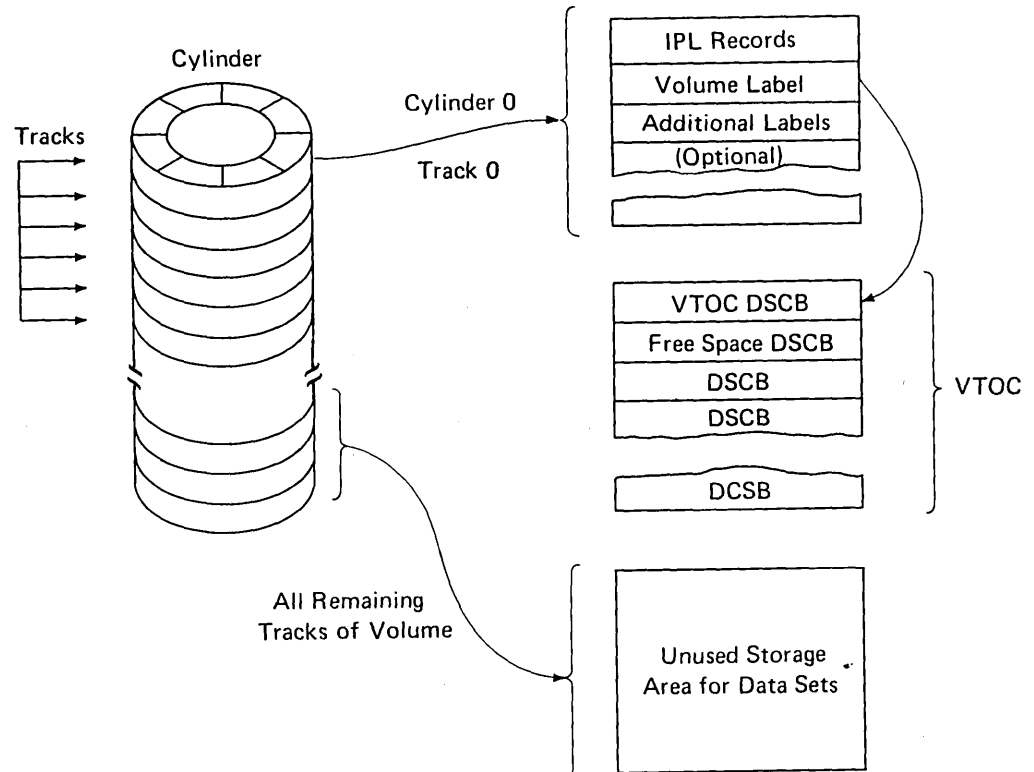 Cylinder
Tracks
Cylinder 0
Track 0
IPL Records
Volume Label
Additional Labels
(Optional)
VTOC DSCB
Free Space DSCB
DSCB
DSCB
DCSB
VTOC
All Remaining
Tracks of Volume
Unused Storage
Area for Data Sets